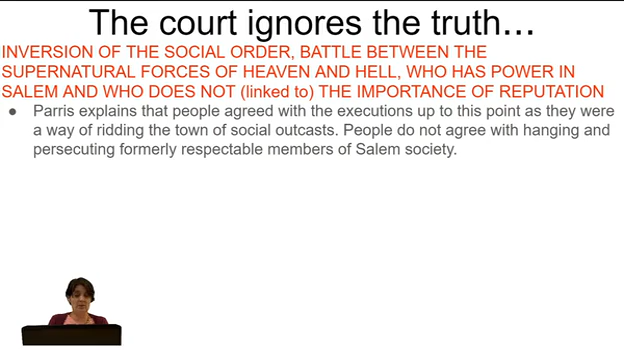 The court ignores the truth…
INVERSION OF THE SOCIAL ORDER, BATTLE BETWEEN THE
SUPERNATURAL FORCES OF HEAVEN AND HELL, WHO HAS POWER IN
SALEM AND WHO DOES NOT (linked to) THE IMPORTANCE OF REPUTATION
● Parris explains that people agreed with the executions up to this point as they were
a way of ridding the town of social outcasts. People do not agree with hanging and
persecuting formerly respectable members of Salem society.